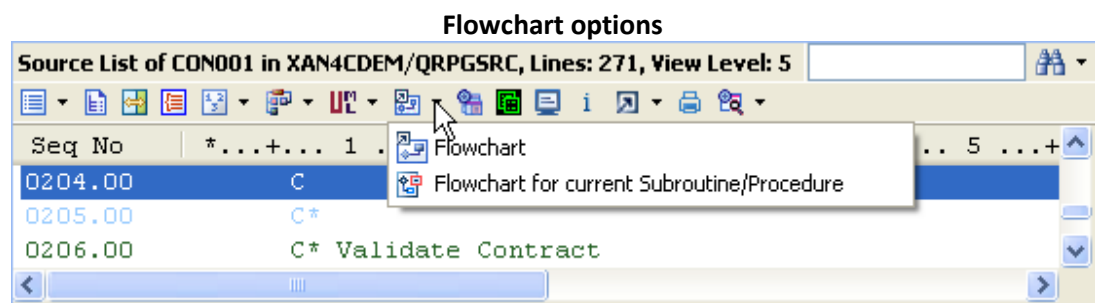 Flowchart options
Source List of CON001 in XAN4CDEM/QRPGSRC, Lines: 271, View Level: 5
Seq No *...+... 1 . .. 5 ...+
Flowchart
0204.00 C
Flowchart for current Subroutine/Procedure
0205.00 C*
0206.00 C* Validate Contract